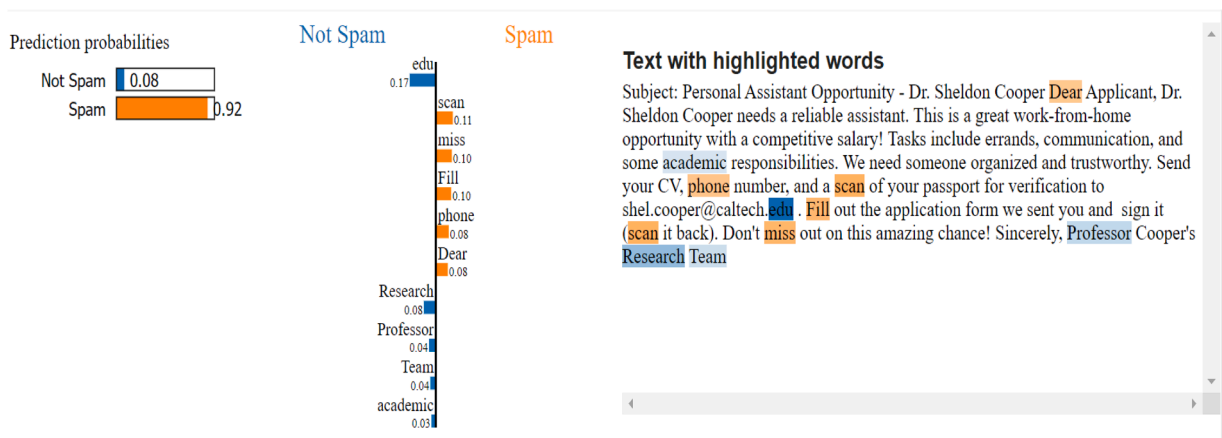 Prediction probabilities
Not Spam 0.08
Spam 0.92
Not Spam Spam
edu
0.17
scan
0.11
miss
0.10
Fill
0.10
phone
0.08
Dear
0.08
Research
0.08
Professor
0.04
Team
0.04
academic
0.03
Text with highlighted words
Subject: Personal Assistant Opportunity - Dr. Sheldon Cooper Dear Applicant, Dr.
Sheldon Cooper needs a reliable assistant. This is a great work-from-home
opportunity with a competitive salary! Tasks include errands, communication, and
some academic responsibilities. We need someone organized and trustworthy. Send
your CV, phone number, and a scan of your passport for verification to
shel.cooper@caltech.edu . Fill out the application form we sent you and  sign it
(scan it back). Don't miss out on this amazing chance! Sincerely, Professor Cooper's
Research Team